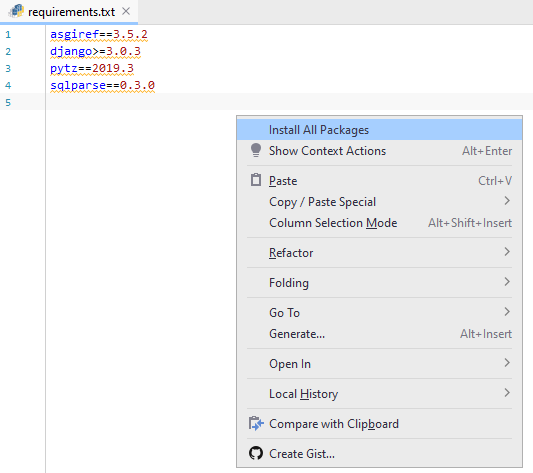 requirements.txt
1 asgiref==3.5.2
2 django>=3.0.3
3 pytz==2019.3
4 sqlparse==0.3.0
5
Install All Packages
Show Context Actions Alt+Enter
Paste Ctrl+V
Copy / Paste Special
Column Selection Mode Alt+Shift+Insert
Refactor
Folding
Go To
Generate... Alt+Insert
Open In
Local History
Compare with Clipboard
Create Gist...